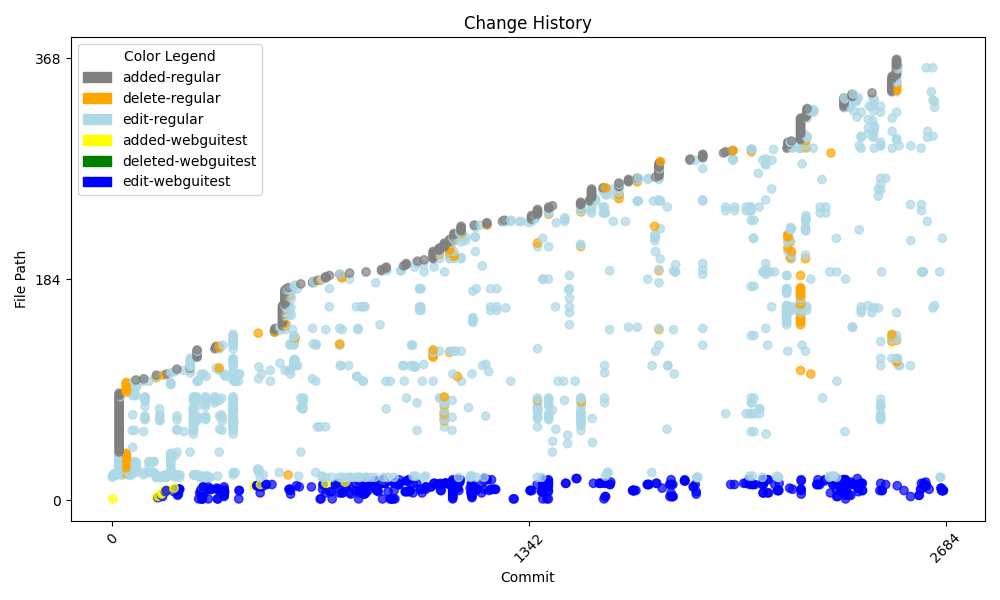 Change History
368
184
0
File Path
Color Legend
added-regular
delete-regular
edit-regular
added-webguitest
deleted-webguitest
edit-webguitest
0
1342
2684
Commit